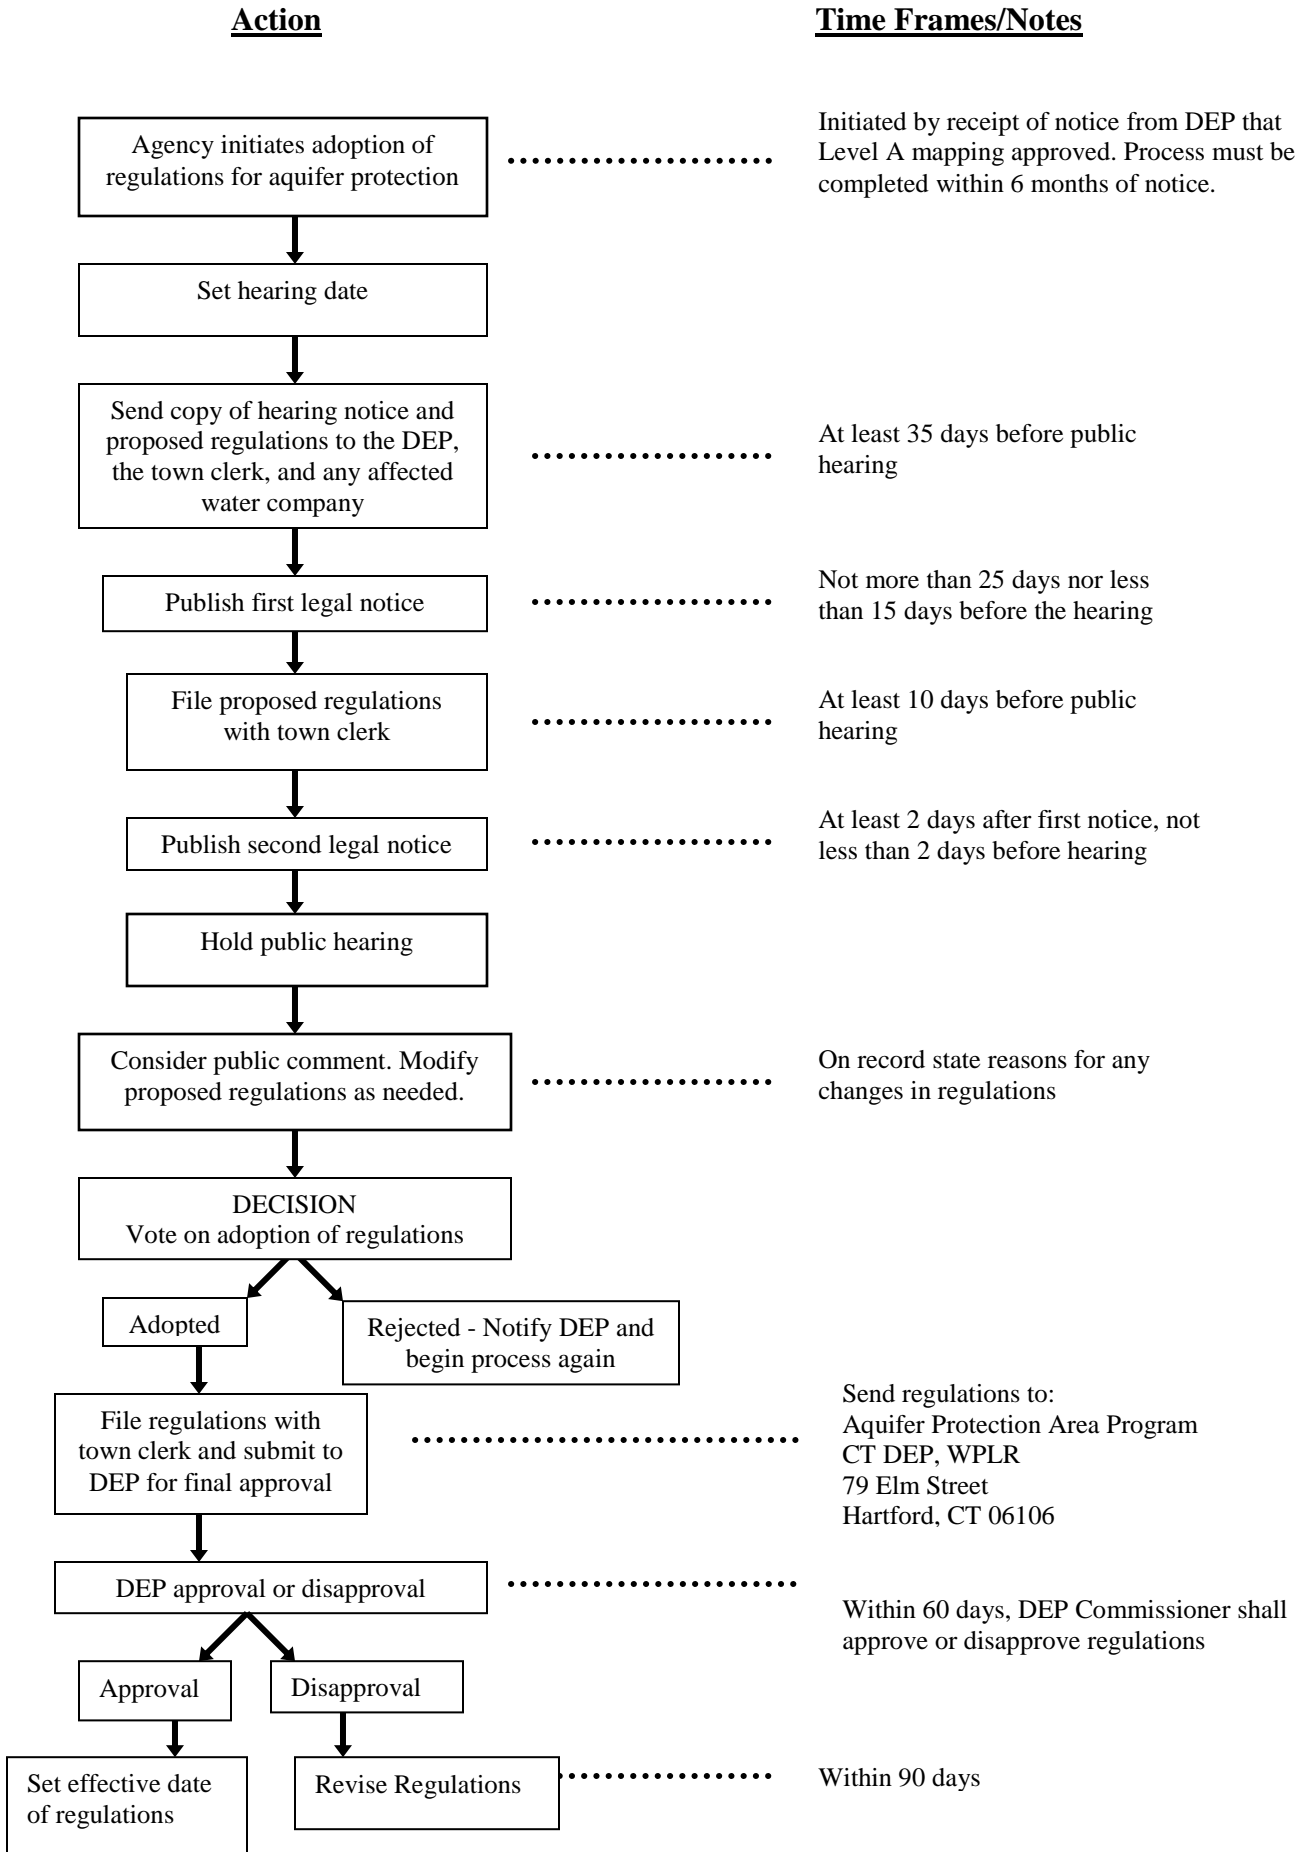 Action
Time Frames/Notes
Agency initiates adoption of
regulations for aquifer protection
Initiated by receipt of notice from DEP that
Level A mapping approved. Process must be
completed within 6 months of notice.
Set hearing date
Send copy of hearing notice and
proposed regulations to the DEP,
the town clerk, and any affected
water company
At least 35 days before public
hearing
Publish first legal notice
Not more than 25 days nor less
than 15 days before the hearing
File proposed regulations
with town clerk
At least 10 days before public
hearing
Publish second legal notice
At least 2 days after first notice, not
less than 2 days before hearing
Hold public hearing
Consider public comment. Modify
proposed regulations as needed.
On record state reasons for any
changes in regulations
DECISION
Vote on adoption of regulations
Adopted
Rejected - Notify DEP and
begin process again
File regulations with
town clerk and submit to
DEP for final approval
Send regulations to:
Aquifer Protection Area Program
CT DEP, WPLR
79 Elm Street
Hartford, CT 06106
DEP approval or disapproval
Within 60 days, DEP Commissioner shall
approve or disapprove regulations
Approval
Disapproval
Set effective date
of regulations
Revise Regulations
Within 90 days